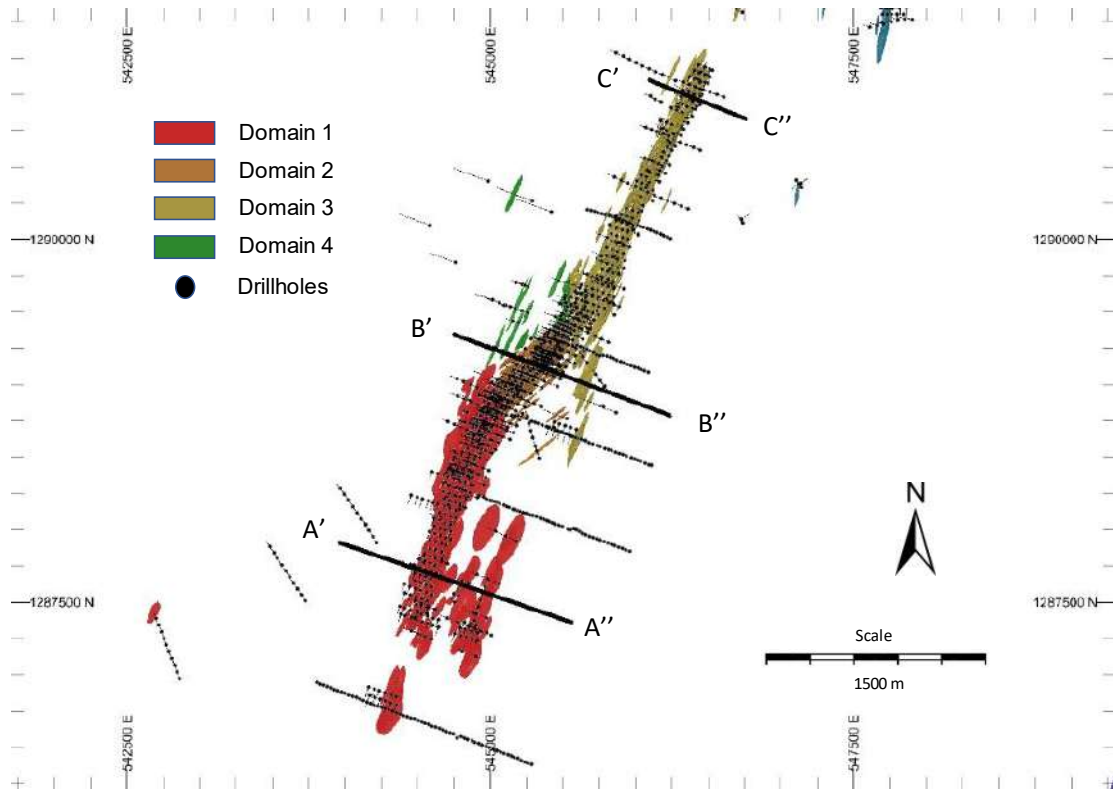 542500 E
545000 E
547500 E
C’
C’’
Domain 1
Domain 2
Domain 3
Domain 4
Drillholes
1290000 N
1290000 N
B’
B’’
N
A’
A’’
1287500 N
1287500 N
Scale
1500 m
542500 E
545000 E
547500 E